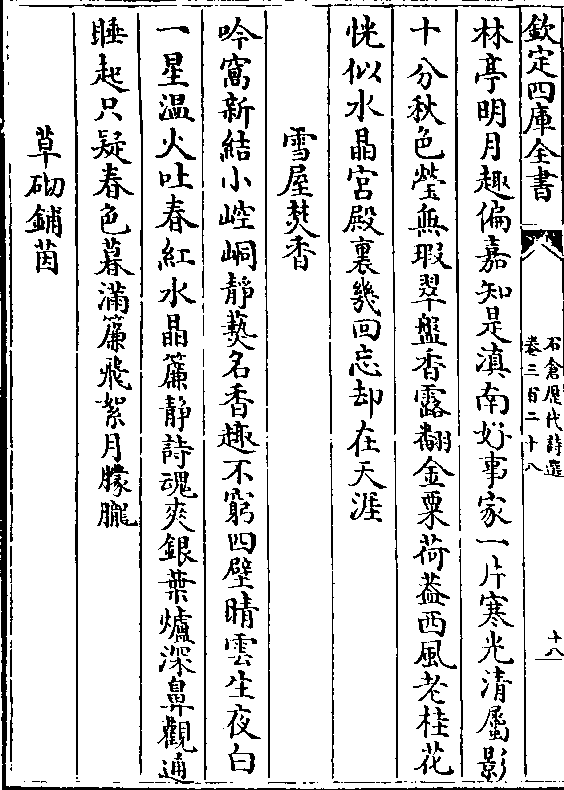 欽定四庫全書
石倉歴代詩選
卷三百二十八
十八
林亭明月趣偏嘉知是滇南好事家一片寒光清屬影
十分秋色瑩無瑕翠盤香露翻金粟荷葢西風老桂花
恍似水晶宮殿裏幾回忘却在天涯
雪屋焚香
吟窩新結小崆峒靜爇名香趣不窮四壁晴雲生夜白
一星温火吐春紅水晶簾靜詩魂爽銀葉爐深鼻觀通
睡起只疑春色暮滿簾飛絮月朦朧
草砌鋪茵